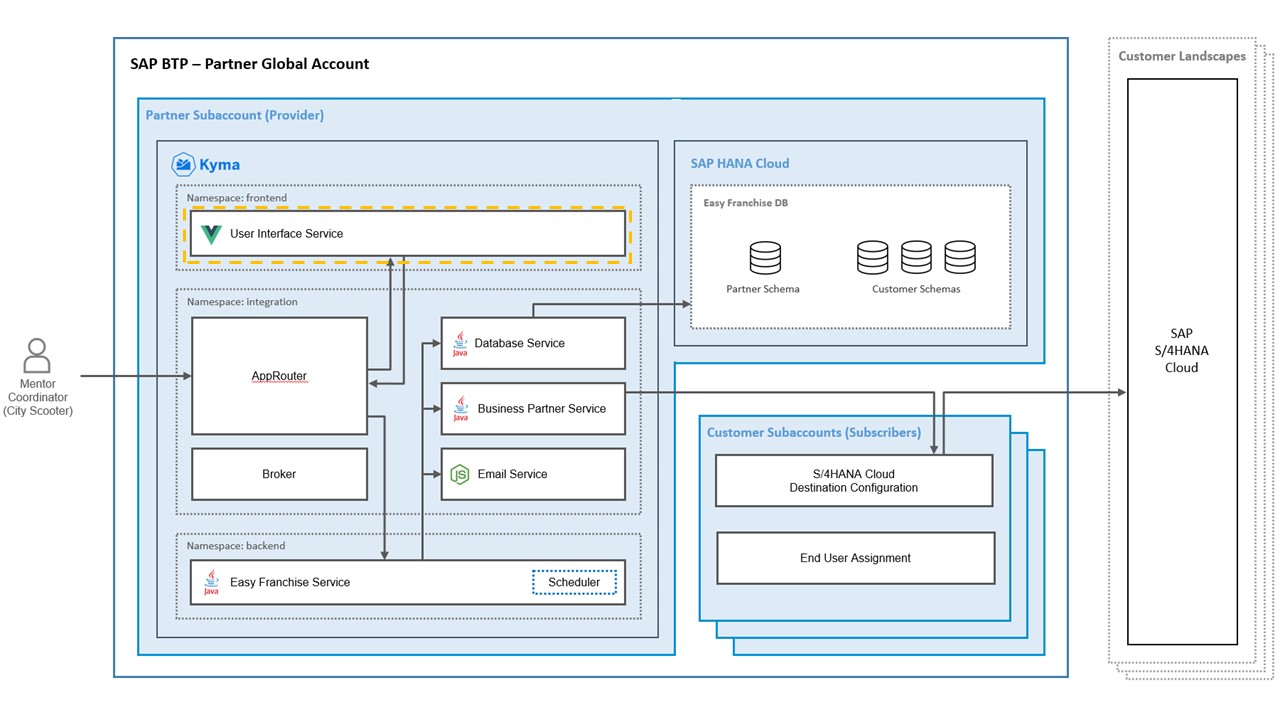 SAP BTP – Partner Global Account
Customer Landscapes
Partner Subaccount (Provider)
Kyma
SAP HANA Cloud
Namespace: frontend
User Interface Service
Easy Franchise DB
Partner Schema
Customer Schemas
Namespace: integration
AppRouter
Broker
Java
Database Service
Java
Business Partner Service
JS
Email Service
Mentor
Coordinator
(City Scooter)
SAP
S/4HANA
Cloud
Customer Subaccounts (Subscribers)
S/4HANA Cloud
Destination Configuration
End User Assignment
Namespace: backend
Java
Easy Franchise Service
Scheduler